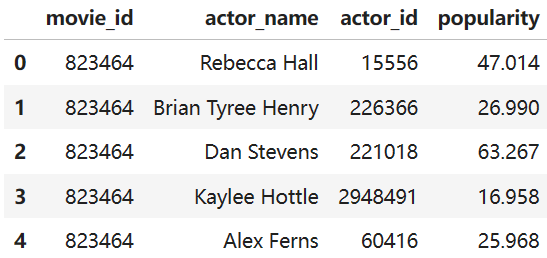 movie_id actor_name actor_id popularity
0 823464 Rebecca Hall 15556 47.014
1 823464 Brian Tyree Henry 226366 26.990
2 823464 Dan Stevens 221018 63.267
3 823464 Kaylee Hottle 2948491 16.958
4 823464 Alex Ferns 60416 25.968